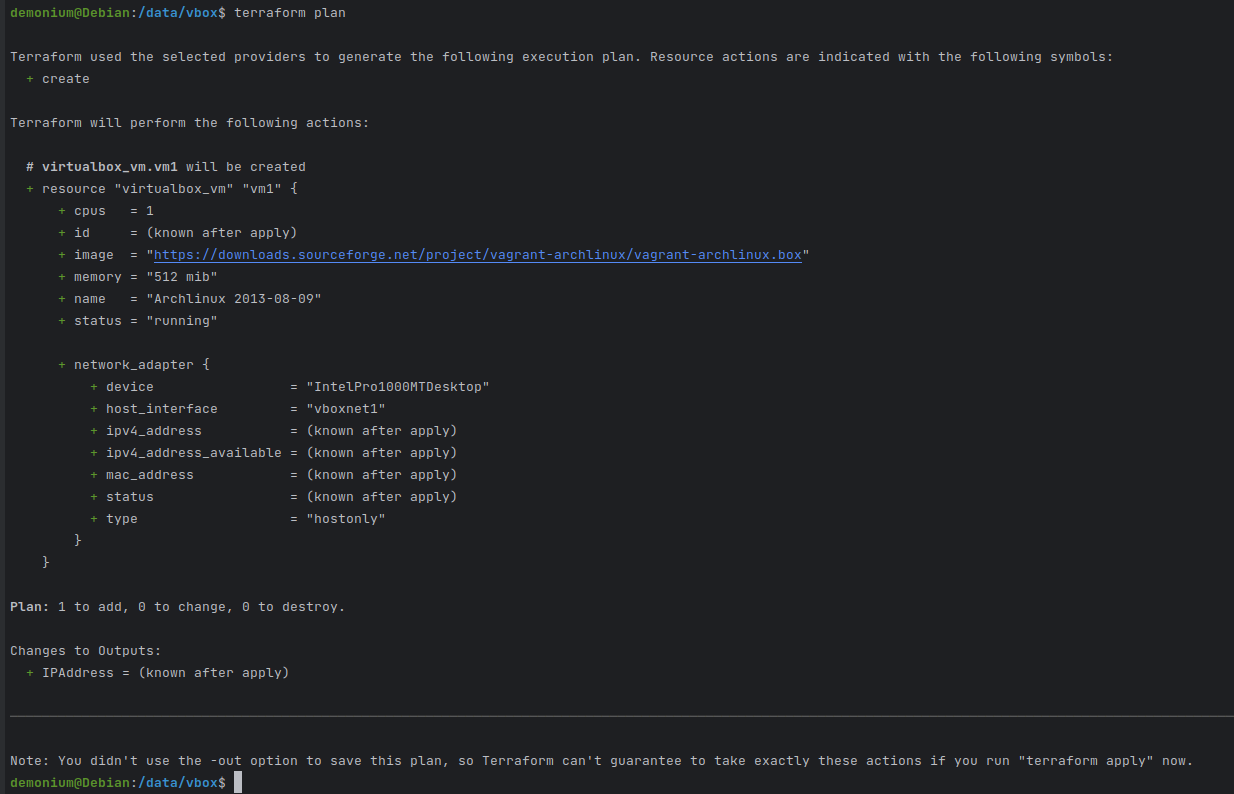 demonium@Debian:/data/vbox$ terraform plan
Terraform used the selected providers to generate the following execution plan. Resource actions are indicated with the following symbols:
  + create
Terraform will perform the following actions:
  # virtualbox_vm.vm1 will be created
  + resource "virtualbox_vm" "vm1" {
      + cpus   = 1
      + id     = (known after apply)
      + image  = "https://downloads.sourceforge.net/project/vagrant-archlinux/vagrant-archlinux.box"
      + memory = "512 mib"
      + name   = "Archlinux 2013-08-09"
      + status = "running"
      + network_adapter {
          + device                 = "IntelPro1000MTDesktop"
          + host_interface         = "vboxnet1"
          + ipv4_address           = (known after apply)
          + ipv4_address_available = (known after apply)
          + mac_address            = (known after apply)
          + status                 = (known after apply)
          + type                   = "hostonly"
        }
    }
Plan: 1 to add, 0 to change, 0 to destroy.
Changes to Outputs:
  + IPAddress = (known after apply)
Note: You didn't use the -out option to save this plan, so Terraform can't guarantee to take exactly these actions if you run "terraform apply" now.
demonium@Debian:/data/vbox$